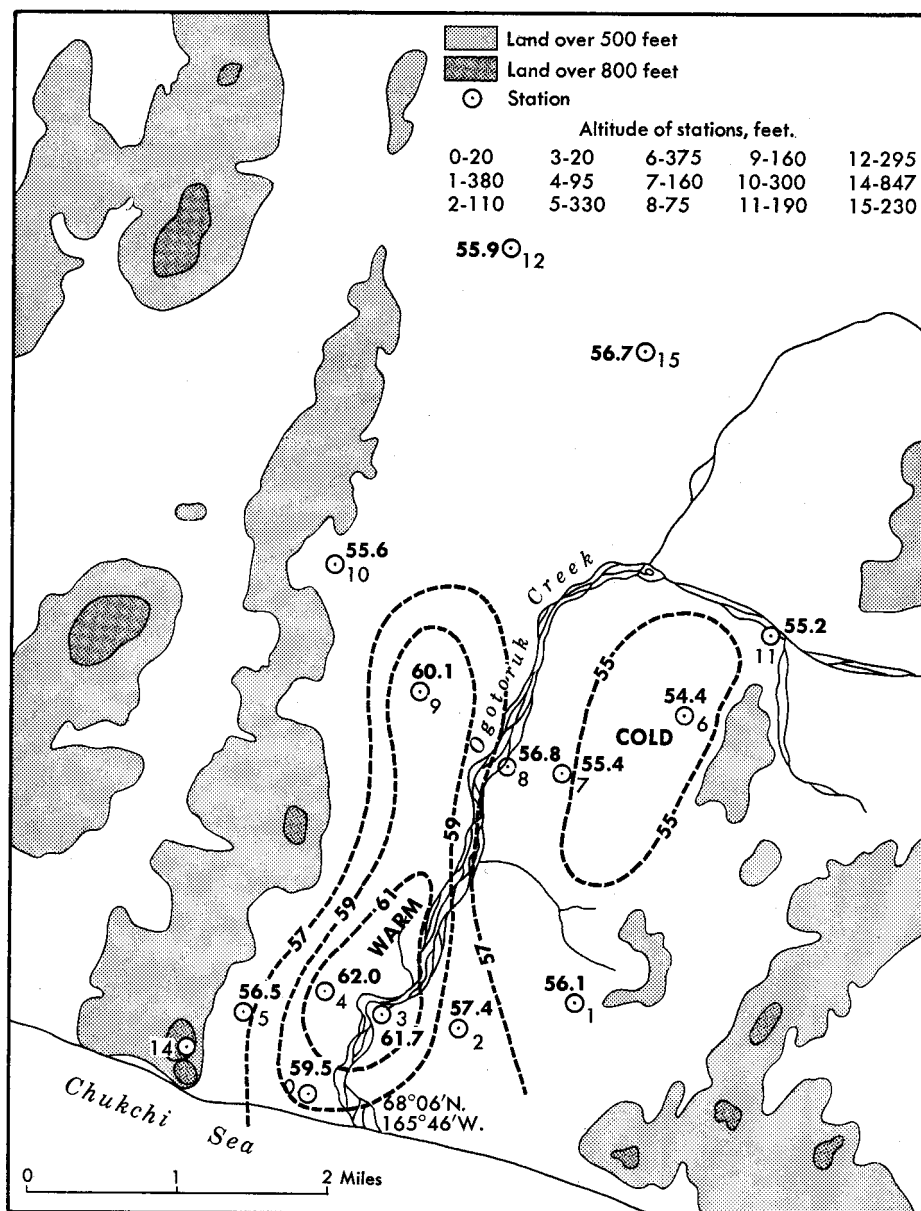 Land over 500 feet
Land over 800 feet
Station
Altitude of stations, feet.
0-20 3-20 6-375 9-160 12-295
1-380 4-95 7-160 10-300 14-847
2-110 5-330 8-75 11-190 15-230
55.9 12
56.7 15
55.6
10
Ogotoruk Creek
55.2
11
55
60.1
9
54.4
6
COLD
56.8
8
55.4
7
59
55
61
59
WARM
57
57
62.0
4
56.5
5
3
61.7
57.4
2
56.1
1
14
59.5
0
68°06'N.
165°46'W.
Chukchi Sea
0 1 2 Miles